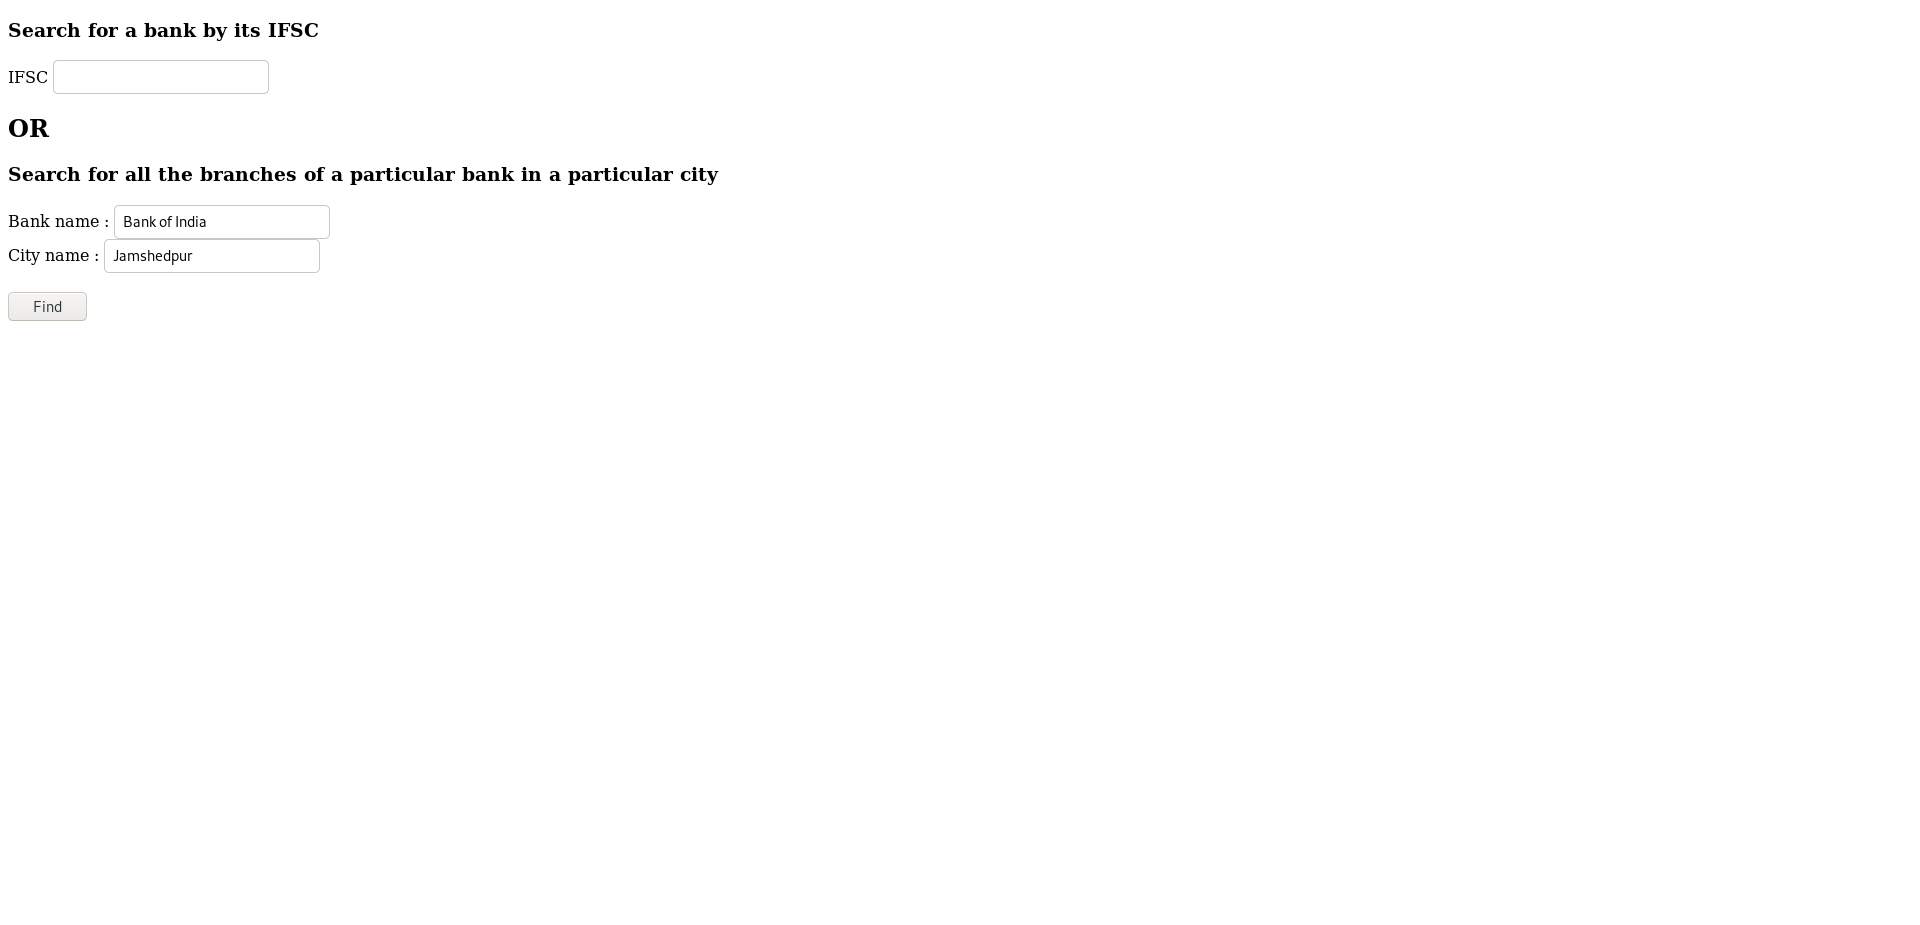 Search for a bank by its IFSC
IFSC
OR
Search for all the branches of a particular bank in a particular city
Bank name : Bank of India
City name : Jamshedpur
Find